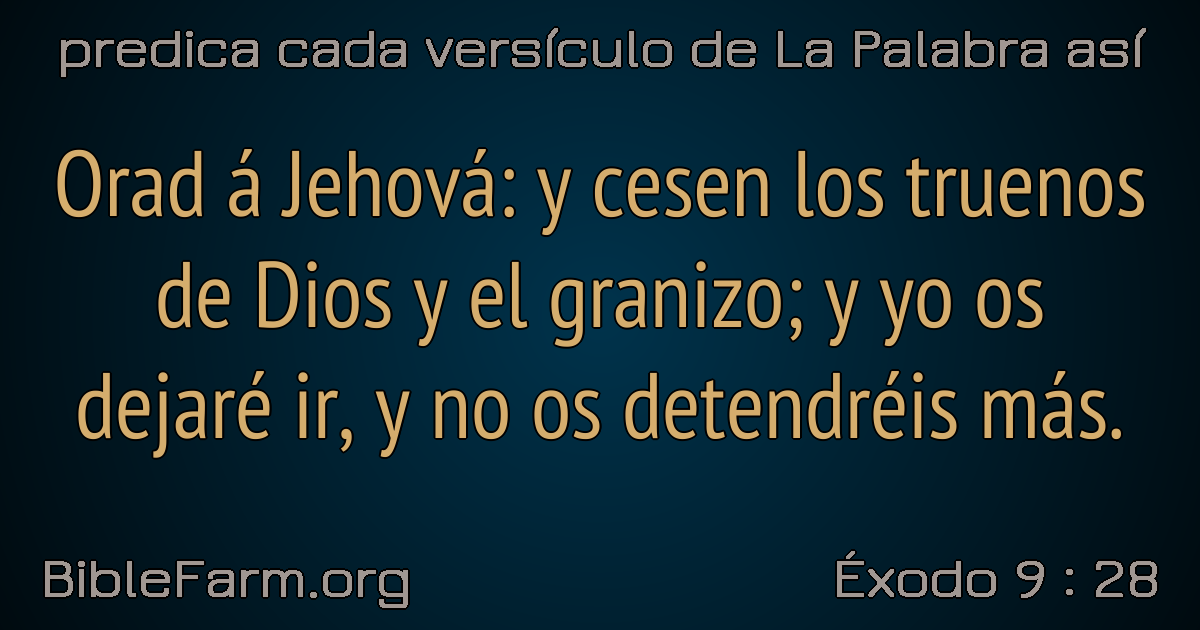 predica cada versículo de La Palabra así
Orad á Jehová: y cesen los truenos
de Dios y el granizo; y yo os
dejaré ir, y no os detendréis más.
BibleFarm.org
Éxodo 9 : 28